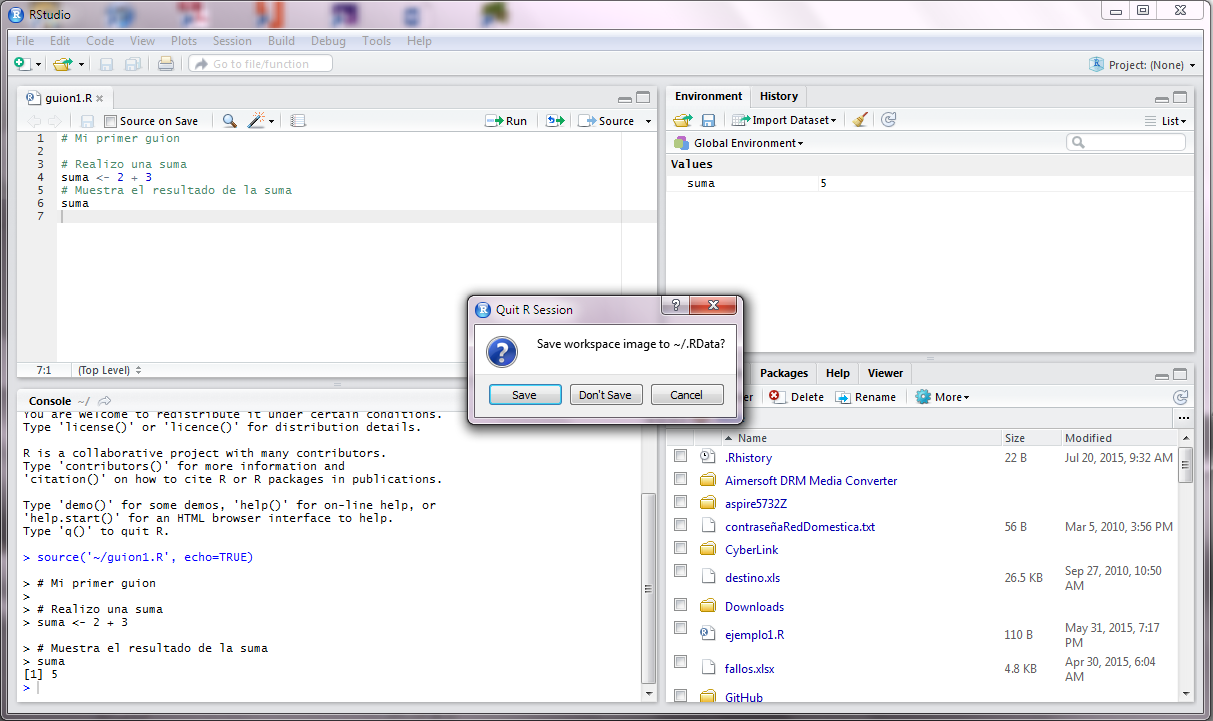 RStudio
File Edit Code View Plots Session Build Debug Tools Help
Go to file/function
Project: (None)
guion1.R
Source on Save
Run
Source
1 # Mi primer guion
2
3 # Realizo una suma
4 suma <- 2 + 3
5 # Muestra el resultado de la suma
6 suma
7
7:1 (Top Level)
Console ~/
You are welcome to redistribute it under certain conditions.
Type 'license()' or 'licence()' for distribution details.
R is a collaborative project with many contributors.
Type 'contributors()' for more information and
'citation()' on how to cite R or R packages in publications.
Type 'demo()' for some demos, 'help()' for on-line help, or
'help.start()' for an HTML browser interface to help.
Type 'q()' to quit R.
> source('~/guion1.R', echo=TRUE)
> # Mi primer guion
>
> # Realizo una suma
> suma <- 2 + 3
> # Muestra el resultado de la suma
> suma
[1] 5
>
Environment History
Import Dataset
List
Global Environment
Values
suma 5
Quit R Session
?
Save workspace image to ~/.RData?
Save Don't Save Cancel
Packages Help Viewer
Delete Rename More
Name Size Modified
.Rhistory 22 B Jul 20, 2015, 9:32 AM
Aimersoft DRM Media Converter
aspire5732Z
contraseñaRedDomestica.txt 56 B Mar 5, 2010, 3:56 PM
CyberLink
destino.xls 26.5 KB Sep 27, 2010, 10:50
AM
Downloads
ejemplo1.R 110 B May 31, 2015, 7:17
PM
fallos.xlsx 4.8 KB Apr 30, 2015, 6:04
AM
GitHub